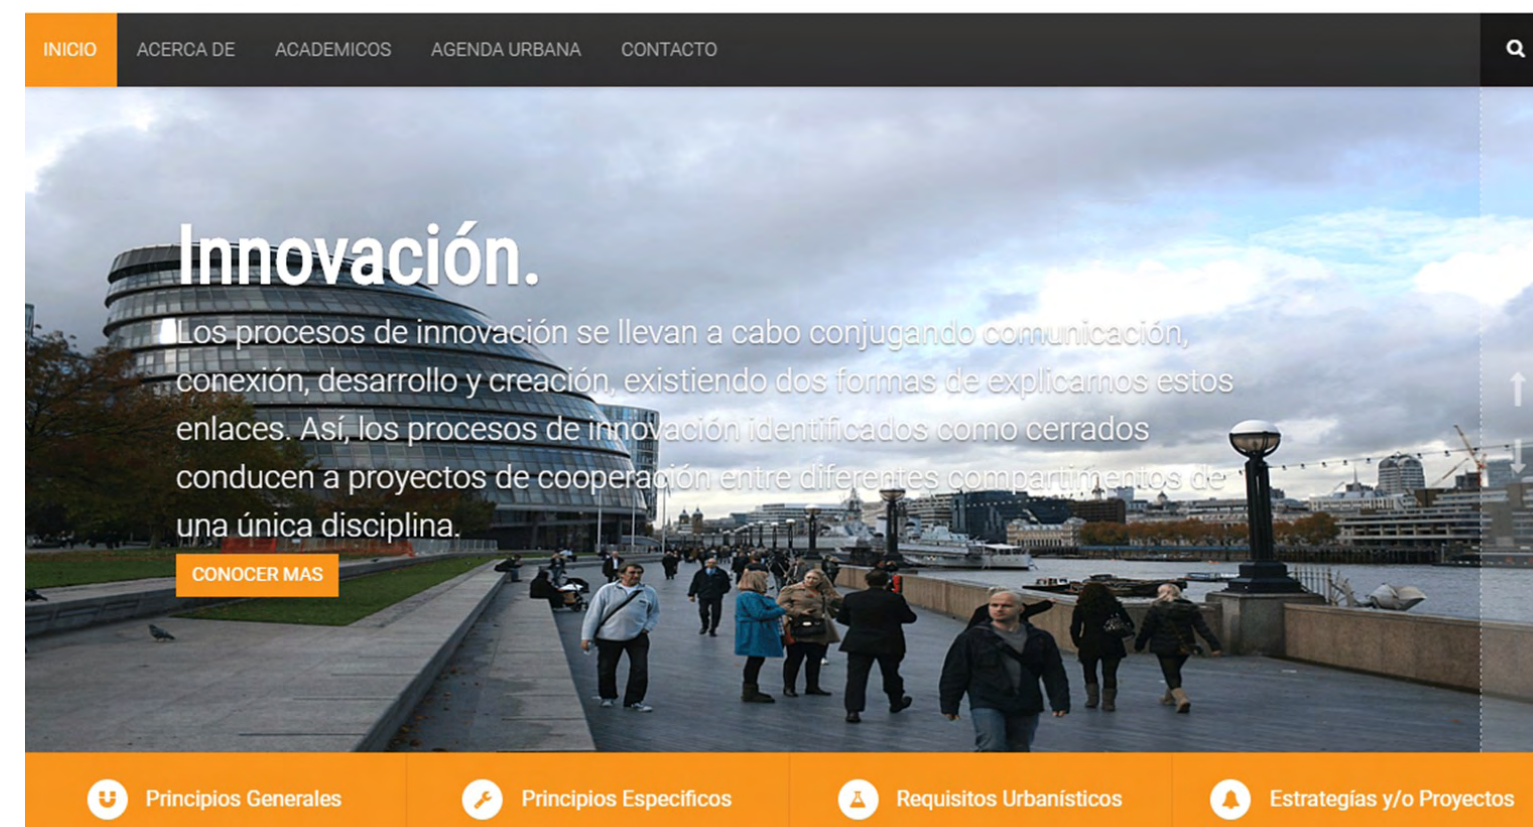 INICIO ACERCA DE ACADEMICOS AGENDA URBANA CONTACTO
Innovación.
Los procesos de innovación se llevan a cabo conjugando comunicación,
conexión, desarrollo y creación, existiendo dos formas de explicarnos estos
enlaces. Así, los procesos de innovación identificados como cerrados
conducen a proyectos de cooperación entre diferentes compartimentos de
una única disciplina.
CONOCER MAS
Principios Generales Principios Especificos Requisitos Urbanísticos Estrategías y/o Proyectos